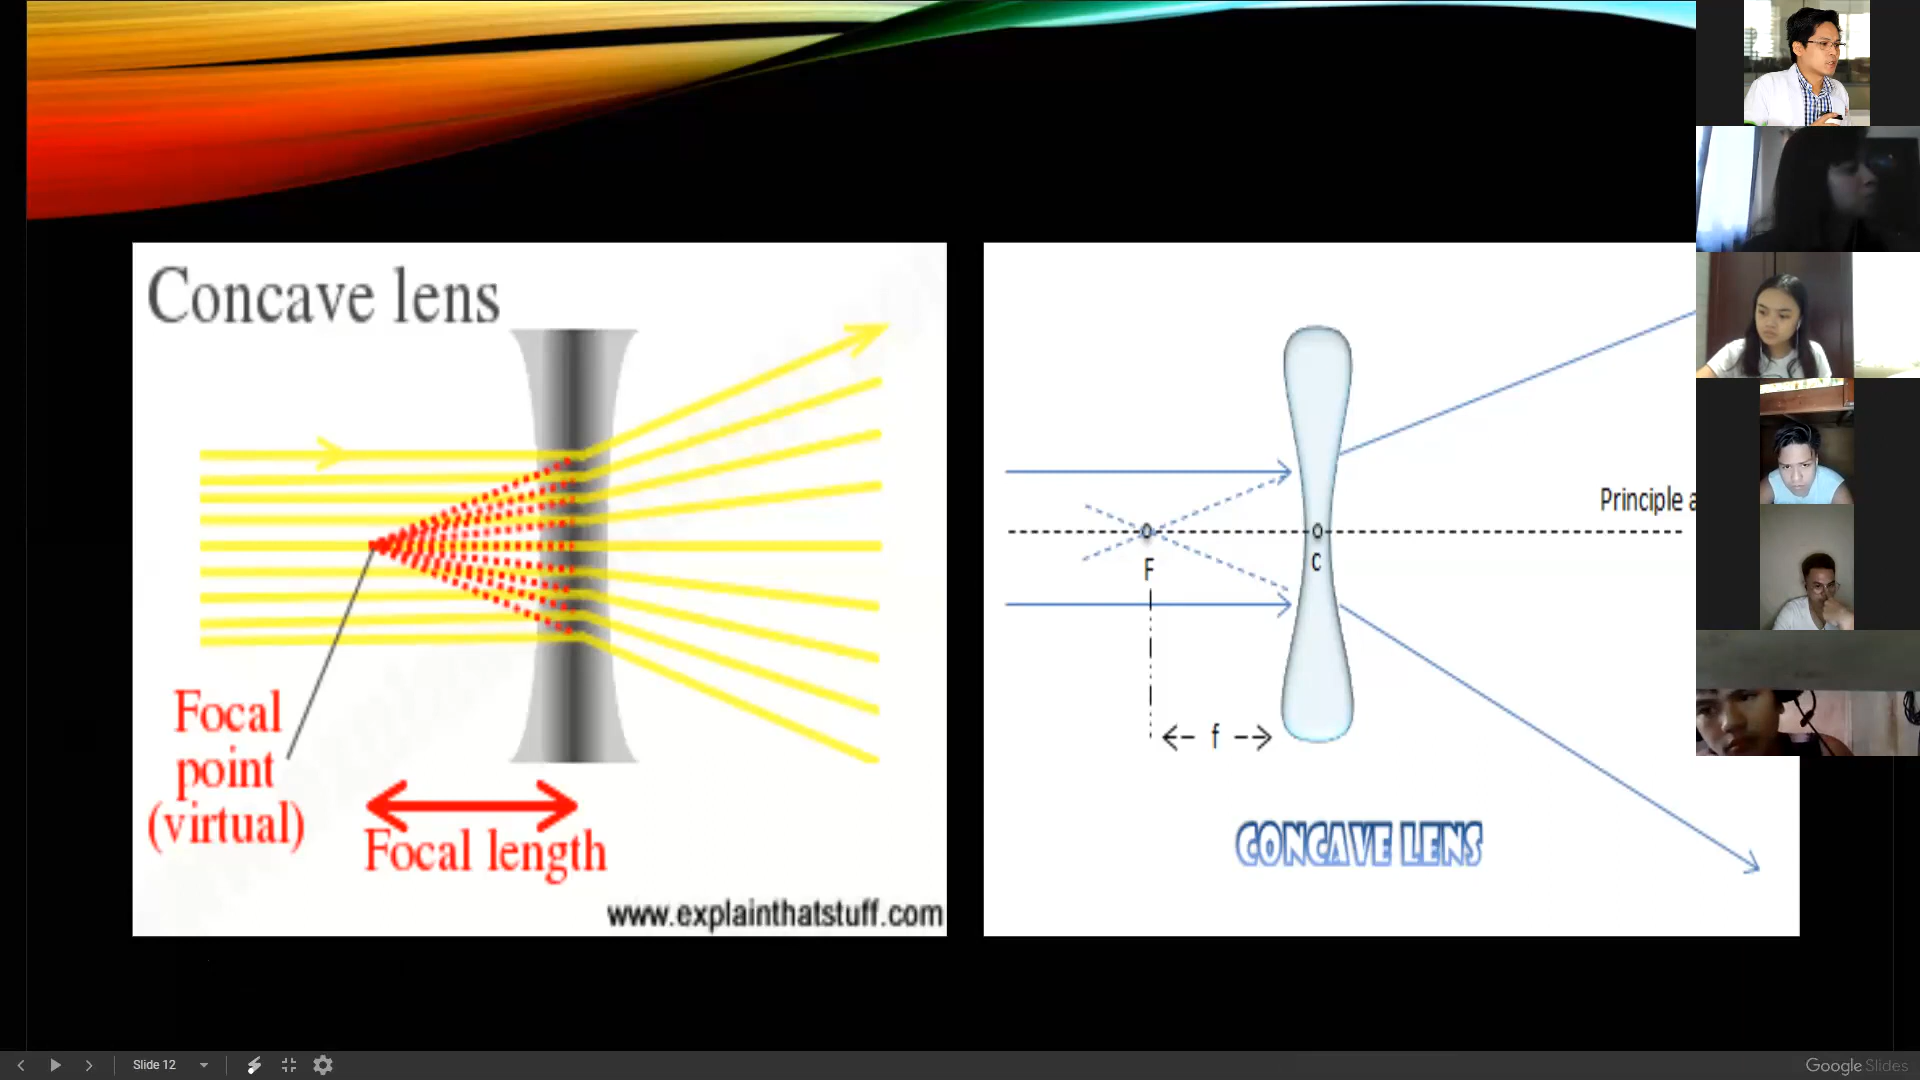 Concave lens
Focal
point
(virtual)
Focal length
www.explainthatstuff.com
Principle a
F
C
f
CONCAVE LENS
Slide 12
Google Slides